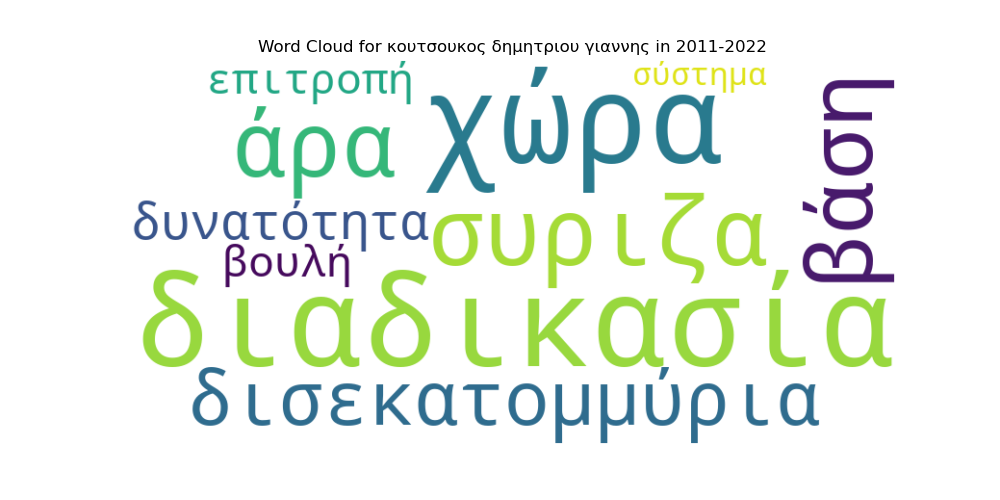 Word Cloud for κουτσουκος δημητριου γιαννης in 2011-2022
επιτροπή
σύστημα
άρα
χώρα
βάση
δυνατότητα
συριζα
βουλή
διαδικασία
δισεκατομμύρια